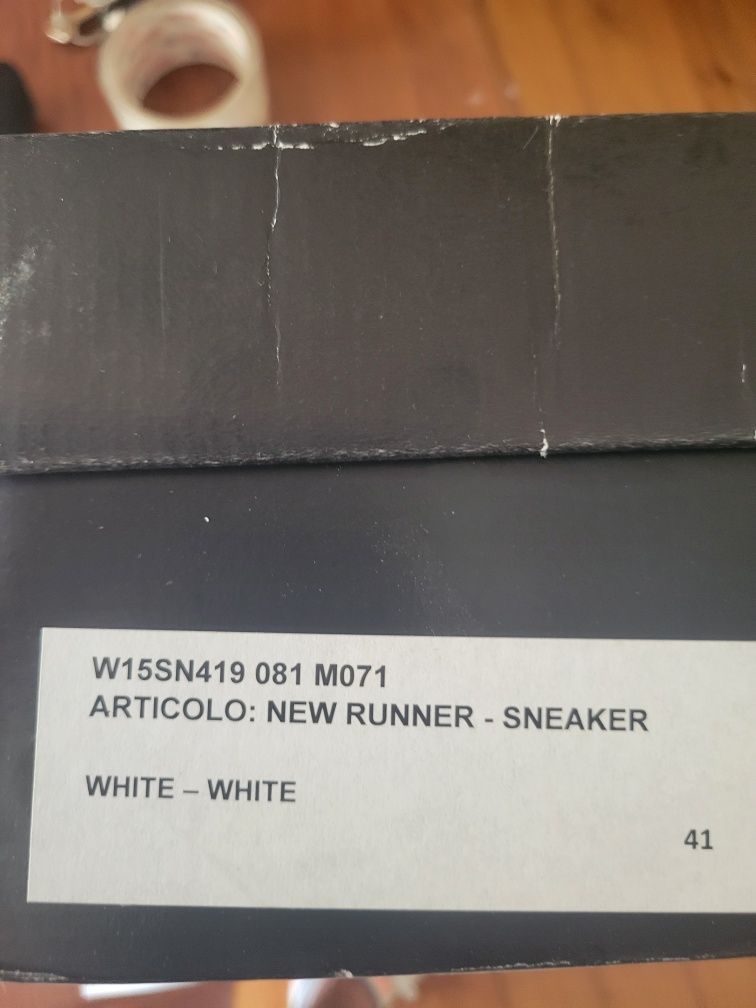 W15SN419 081 M071
ARTICOLO: NEW RUNNER - SNEAKER
WHITE – WHITE
41